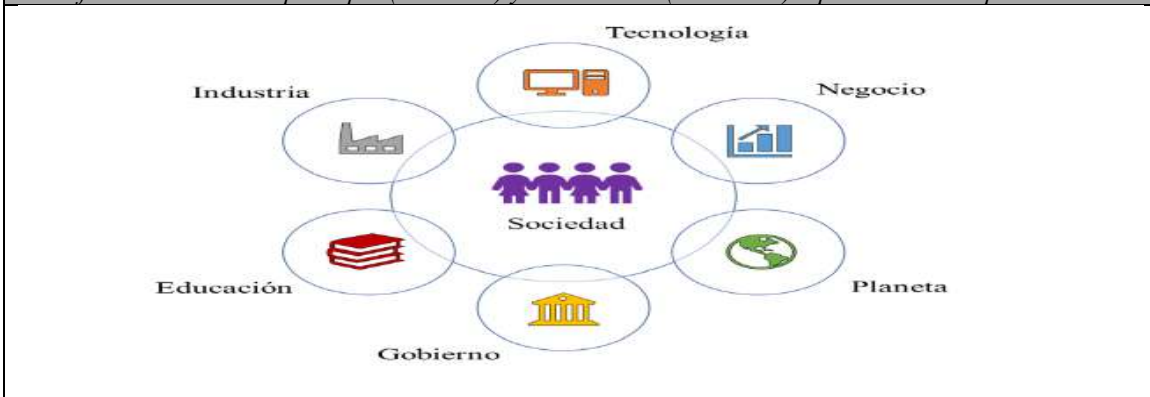 Tecnología
Industria
Negocio
Sociedad
Educación
Planeta
Gobierno